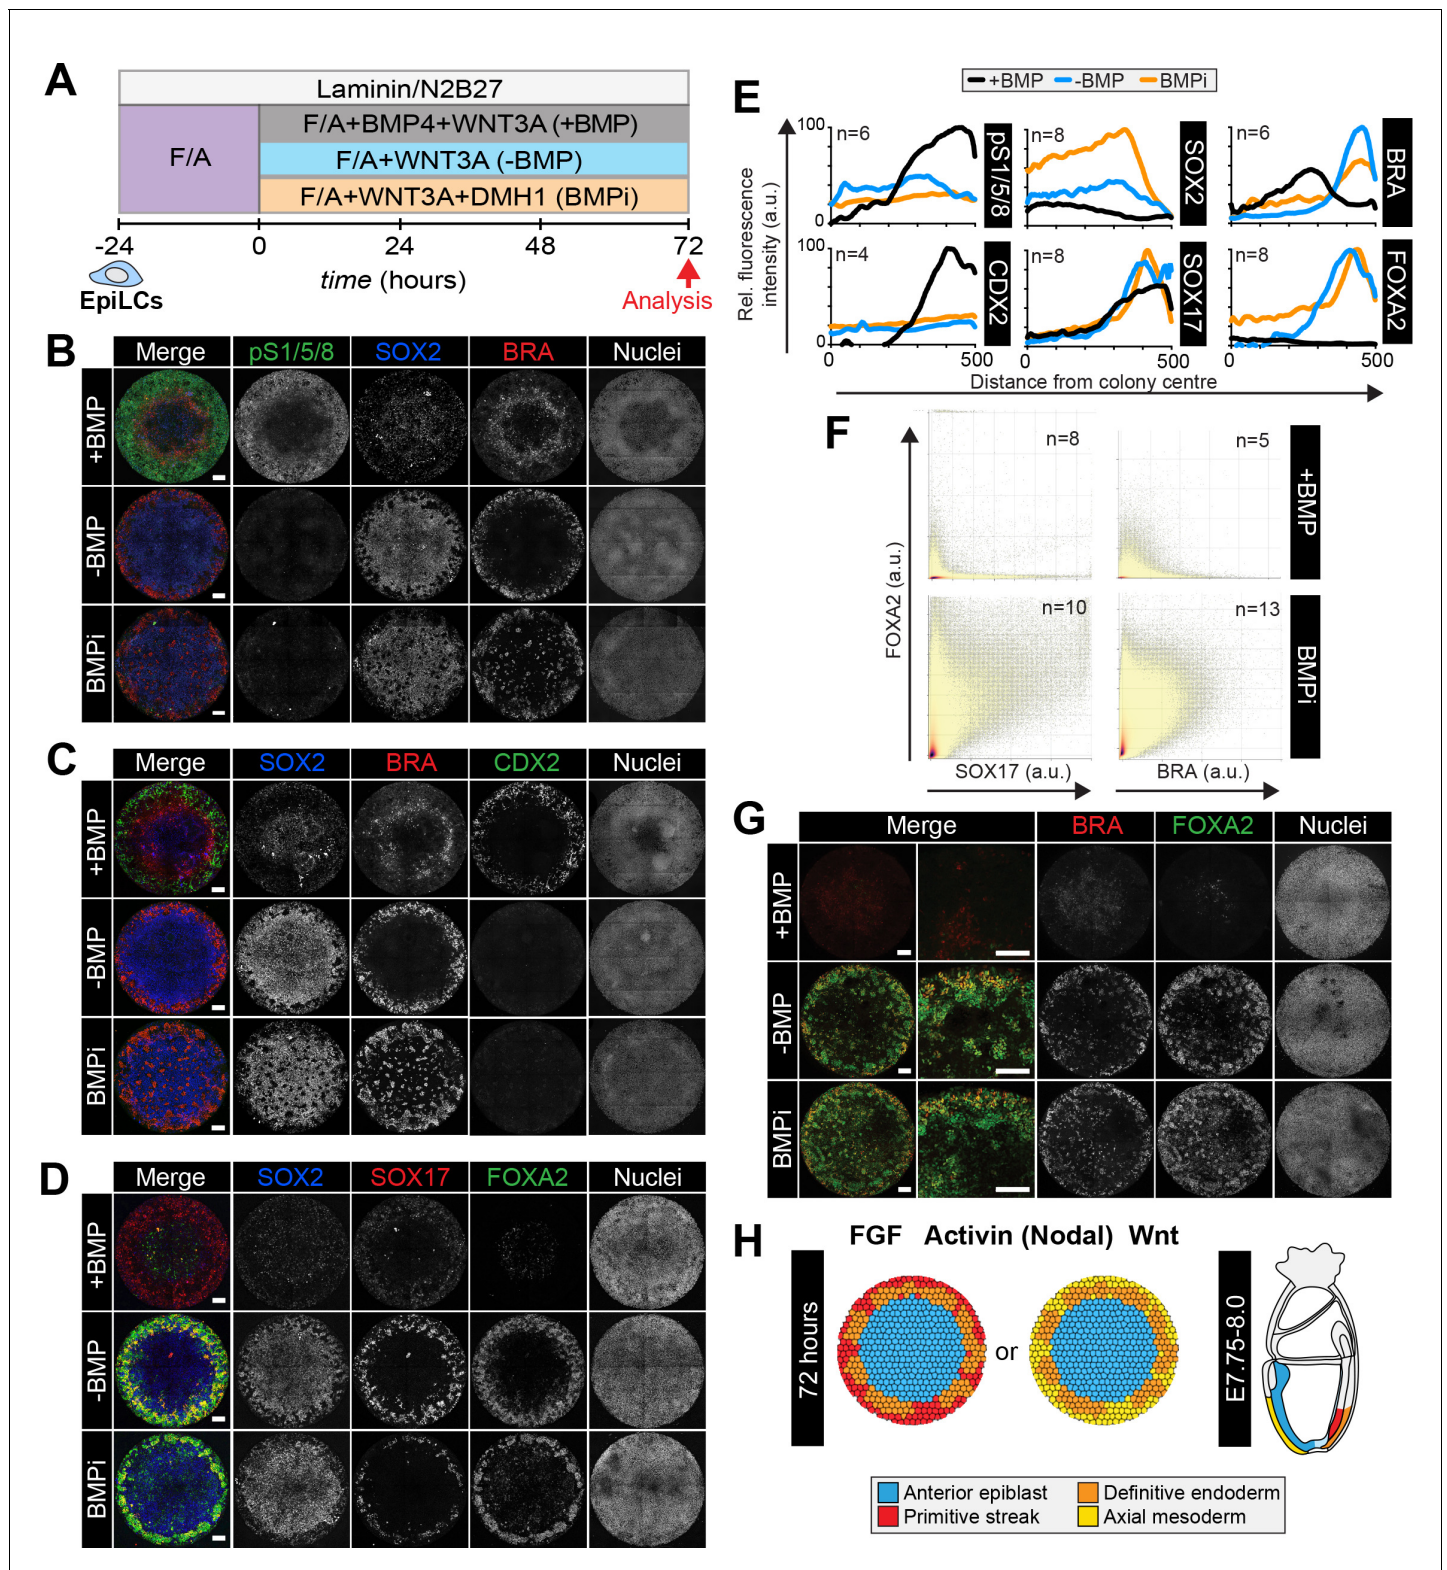 A
Laminin/N2B27
F/A
F/A+BMP4+WNT3A (+BMP)
F/A+WNT3A (-BMP)
F/A+WNT3A+DMH1 (BMPi)
-24 0 24 48 72
time (hours)
EpiLCs
Analysis
B
Merge pS1/5/8 SOX2 BRA Nuclei
+BMP
-BMP
BMPi
C
Merge SOX2 BRA CDX2 Nuclei
+BMP
-BMP
BMPi
D
Merge SOX2 SOX17 FOXA2 Nuclei
+BMP
-BMP
BMPi
E
+BMP -BMP BMPi
Rel. fluorescence
intensity (a.u.)
100
0
n=6
pS1/5/8
n=8
SOX2
n=6
BRA
100
0
n=4
CDX2
n=8
SOX17
n=8
FOXA2
0 500 0 500 0 500
Distance from colony centre
F
FOXA2 (a.u.)
n=8 n=5
+BMP
n=10 n=13
BMPi
SOX17 (a.u.) BRA (a.u.)
G
Merge BRA FOXA2 Nuclei
+BMP
-BMP
BMPi
H
FGF Activin (Nodal) Wnt
72 hours
or
E7.75-8.0
Anterior epiblast Definitive endoderm
Primitive streak Axial mesoderm